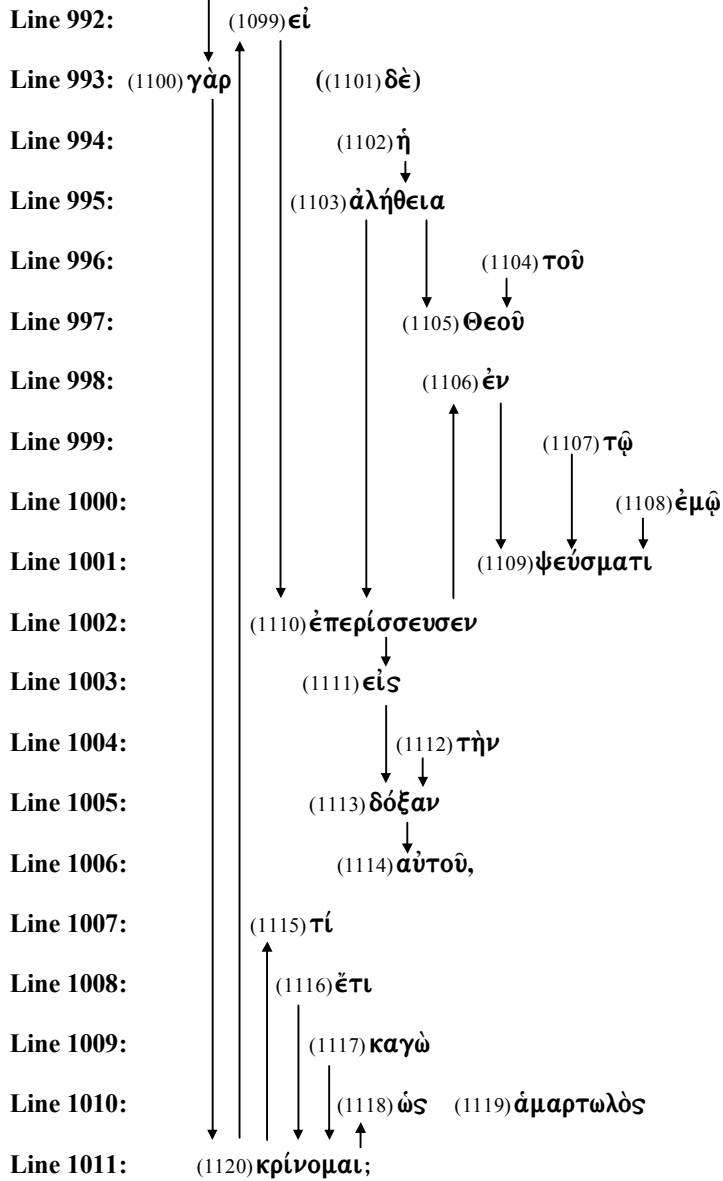 Line 992: (1099) εἰ
Line 993: (1100) γὰρ ((1101) δὲ)
Line 994: (1102) ἡ
Line 995: (1103) ἀλήθεια
Line 996: (1104) τοῦ
Line 997: (1105) Θεοῦ
Line 998: (1106) ἐν
Line 999: (1107) τῷ
Line 1000: (1108) ἐμῷ
Line 1001: (1109) ψεύσματι
Line 1002: (1110) ἐπερίσσευσεν
Line 1003: (1111) εἰς
Line 1004: (1112) τὴν
Line 1005: (1113) δόξαν
Line 1006: (1114) αὐτοῦ,
Line 1007: (1115) τί
Line 1008: (1116) ἔτι
Line 1009: (1117) καγὼ
Line 1010: (1118) ὡς (1119) ἁμαρτωλὸς
Line 1011: (1120) κρίνομαι;